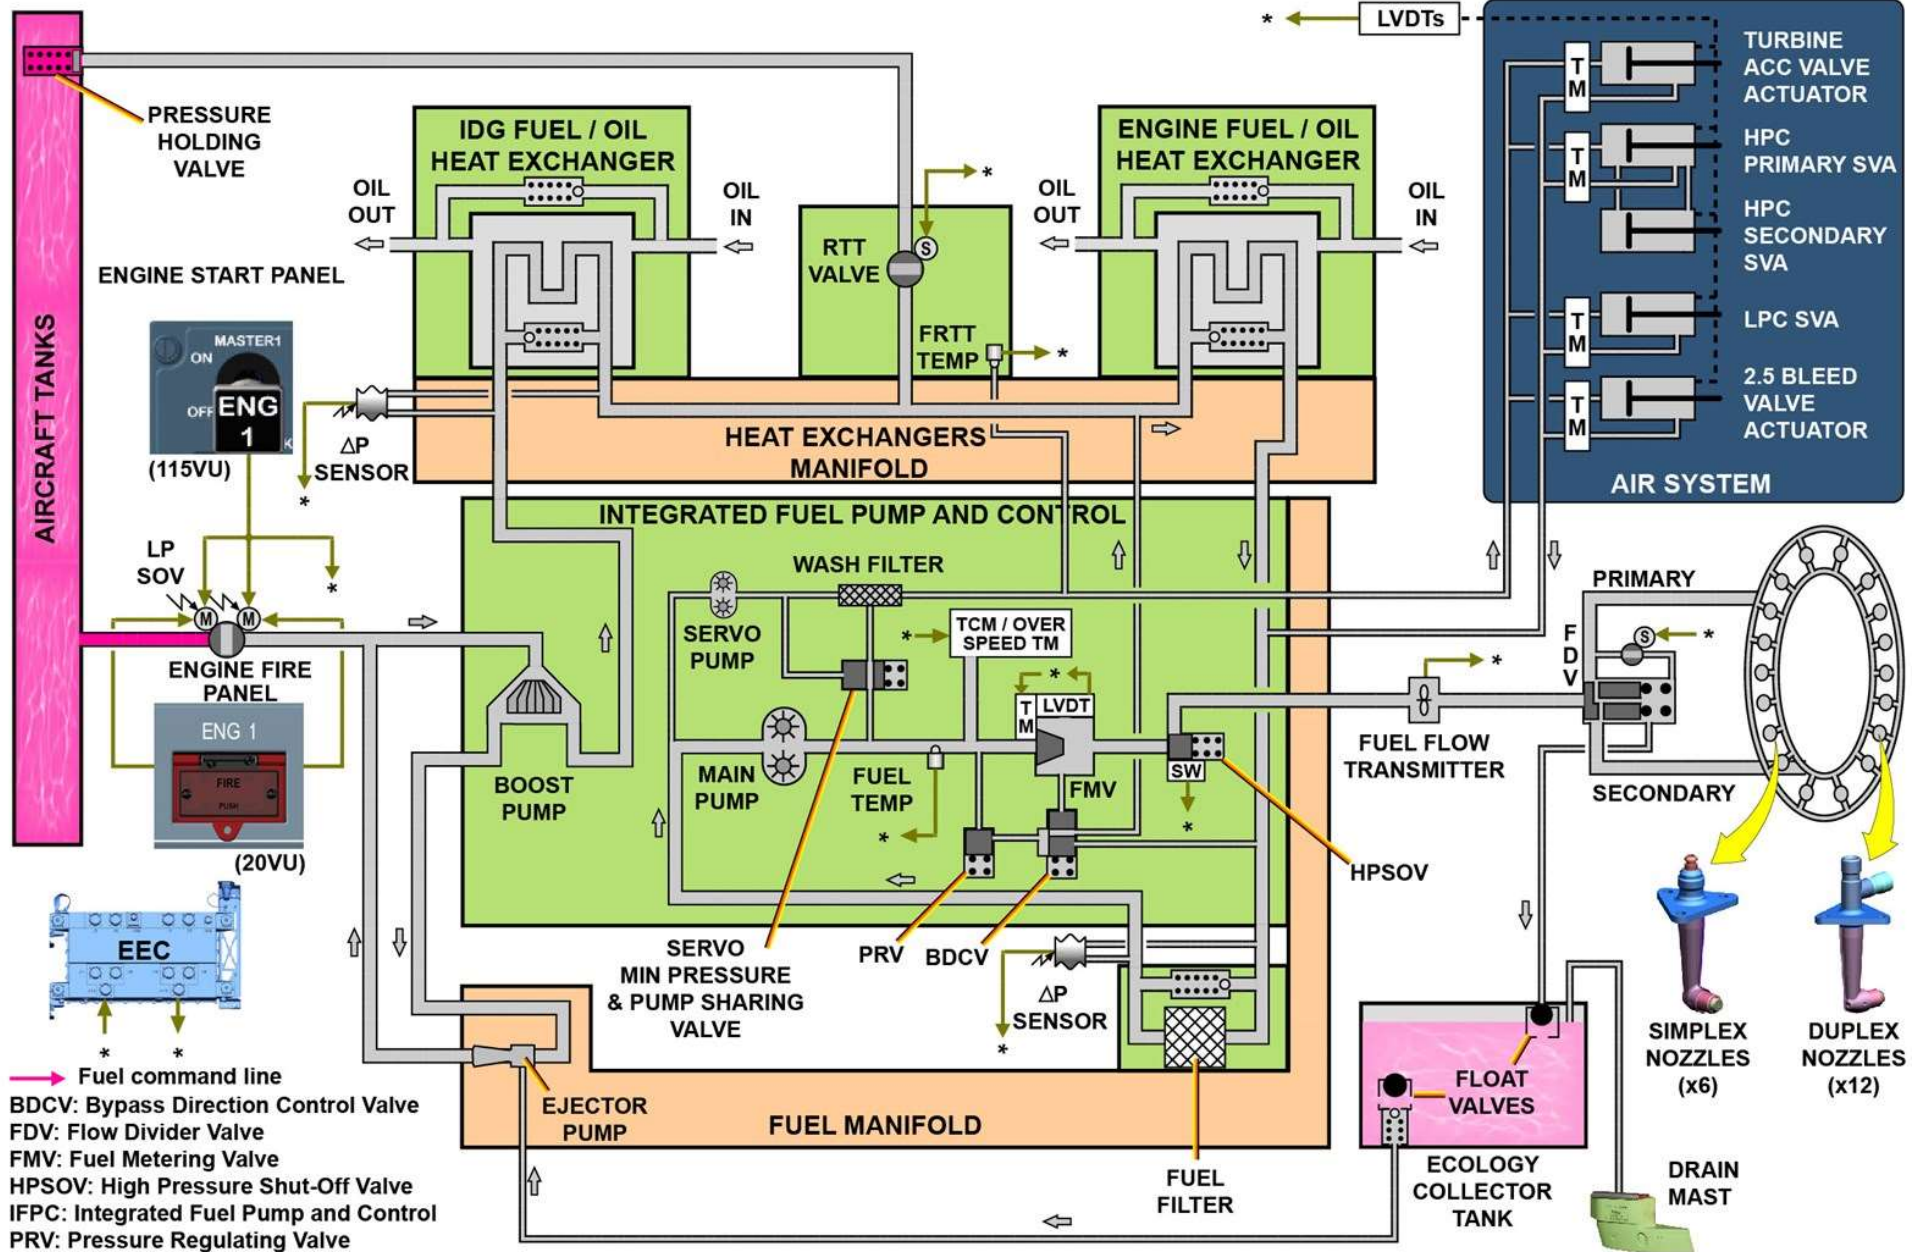 LVDTs
*
TURBINE
ACC VALVE
ACTUATOR
HPC
PRIMARY SVA
HPC
SECONDARY
SVA
LPC SVA
2.5 BLEED
VALVE
ACTUATOR
AIR SYSTEM
T
M
T
M
T
M
T
M
PRESSURE
HOLDING
VALVE
AIRCRAFT TANKS
IDG FUEL / OIL
HEAT EXCHANGER
OIL
OUT
OIL
IN
RTT
VALVE
S
*
FRTT
TEMP
*
ENGINE FUEL / OIL
HEAT EXCHANGER
OIL
OUT
OIL
IN
ENGINE START PANEL
MASTER1
ON
OFF
ENG
1
K
(115VU)
ΔP
SENSOR
*
HEAT EXCHANGERS
MANIFOLD
INTEGRATED FUEL PUMP AND CONTROL
LP
SOV
*
M
M
ENGINE FIRE
PANEL
ENG 1
FIRE
PUSH
(20VU)
WASH FILTER
SERVO
PUMP
*
TCM / OVER
SPEED TM
*
T
M
LVDT
BOOST
PUMP
MAIN
PUMP
FUEL
TEMP
*
FMV
SW
*
HPSOV
PRIMARY
F
D
V
S
*
*
FUEL FLOW
TRANSMITTER
SECONDARY
EEC
*
*
SERVO
MIN PRESSURE
& PUMP SHARING
VALVE
PRV
BDCV
ΔP
SENSOR
*
EJECTOR
PUMP
FUEL MANIFOLD
FUEL
FILTER
FLOAT
VALVES
ECOLOGY
COLLECTOR
TANK
DRAIN
MAST
SIMPLEX
NOZZLES
(x6)
DUPLEX
NOZZLES
(x12)
Fuel command line
BDCV: Bypass Direction Control Valve
FDV: Flow Divider Valve
FMV: Fuel Metering Valve
HPSOV: High Pressure Shut-Off Valve
IFPC: Integrated Fuel Pump and Control
PRV: Pressure Regulating Valve